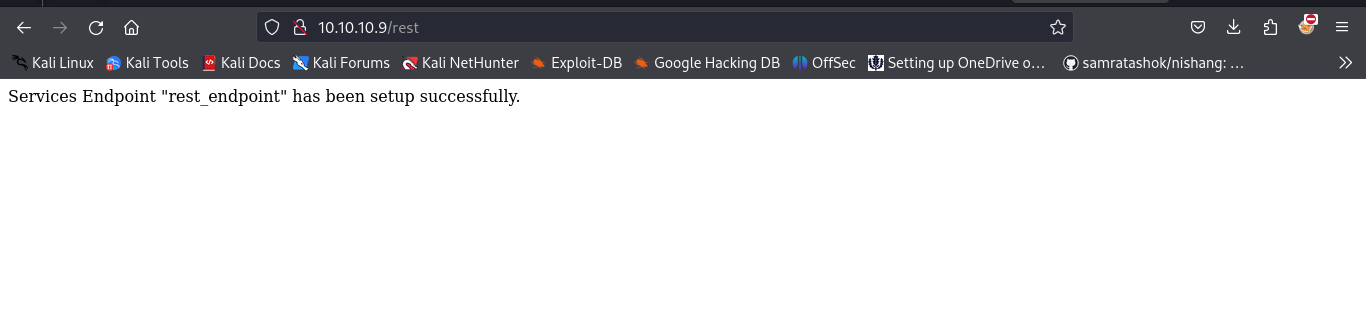 10.10.10.9/rest
Kali Linux Kali Tools Kali Docs Kali Forums Kali NetHunter Exploit-DB Google Hacking DB OffSec Setting up OneDrive o… samratashok/nishang: …
Services Endpoint "rest_endpoint" has been setup successfully.